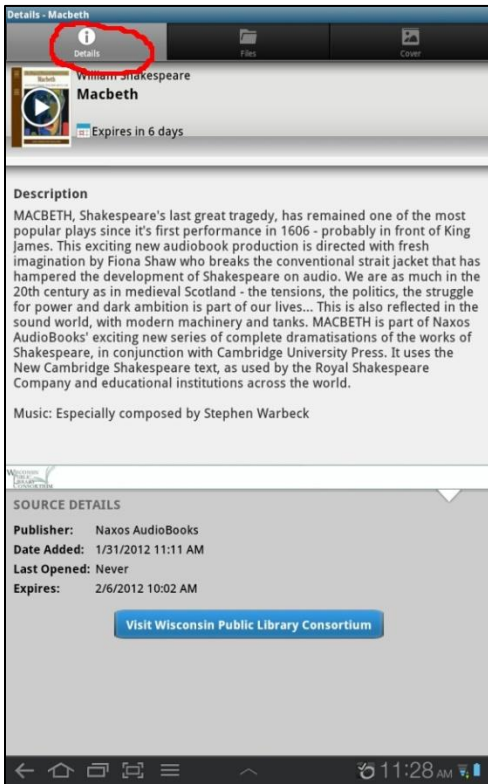 Details - Macbeth
Details
Files
Cover
William Shakespeare
Macbeth
Macbeth
Expires in 6 days
Description
MACBETH, Shakespeare's last great tragedy, has remained one of the most
popular plays since it's first performance in 1606 - probably in front of King
James. This exciting new audiobook production is directed with fresh
imagination by Fiona Shaw who breaks the conventional strait jacket that has
hampered the development of Shakespeare on audio. We are as much in the
20th century as in medieval Scotland - the tensions, the politics, the struggle
for power and dark ambition is part of our lives... This is also reflected in the
sound world, with modern machinery and tanks. MACBETH is part of Naxos
AudioBooks' exciting new series of complete dramatisations of the works of
Shakespeare, in conjunction with Cambridge University Press. It uses the
New Cambridge Shakespeare text, as used by the Royal Shakespeare
Company and educational institutions across the world.
Music: Especially composed by Stephen Warbeck
WISCONSIN
PUBLIC
LIBRARY
CONSORTIUM
SOURCE DETAILS
Publisher: Naxos AudioBooks
Date Added: 1/31/2012 11:11 AM
Last Opened: Never
Expires: 2/6/2012 10:02 AM
Visit Wisconsin Public Library Consortium
11:28 AM